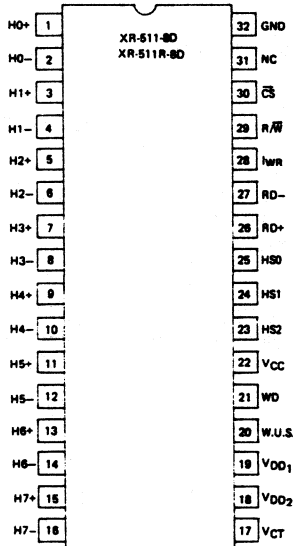 XR-511-8D
XR-511R-8D
H0+ 1 32 GND
H0- 2 31 NC
H1+ 3 30 C̅S̅
H1- 4 29 R/W̅
H2+ 5 28 IWR
H2- 6 27 RD-
H3+ 7 26 RD+
H3- 8 25 HS0
H4+ 9 24 HS1
H4- 10 23 HS2
H5+ 11 22 VCC
H5- 12 21 WD
H6+ 13 20 W.U.S.
H6- 14 19 VDD1
H7+ 15 18 VDD2
H7- 16 17 VCT